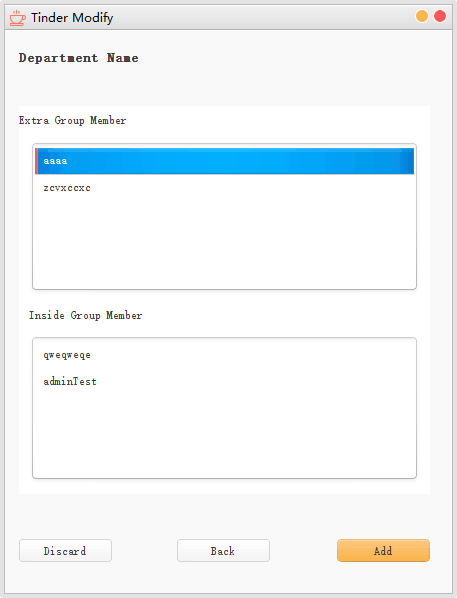 Tinder Modify
Department Name
Extra Group Member
aaaa
zcvxccxc
Inside Group Member
qweqweqe
adminTest
Discard
Back
Add